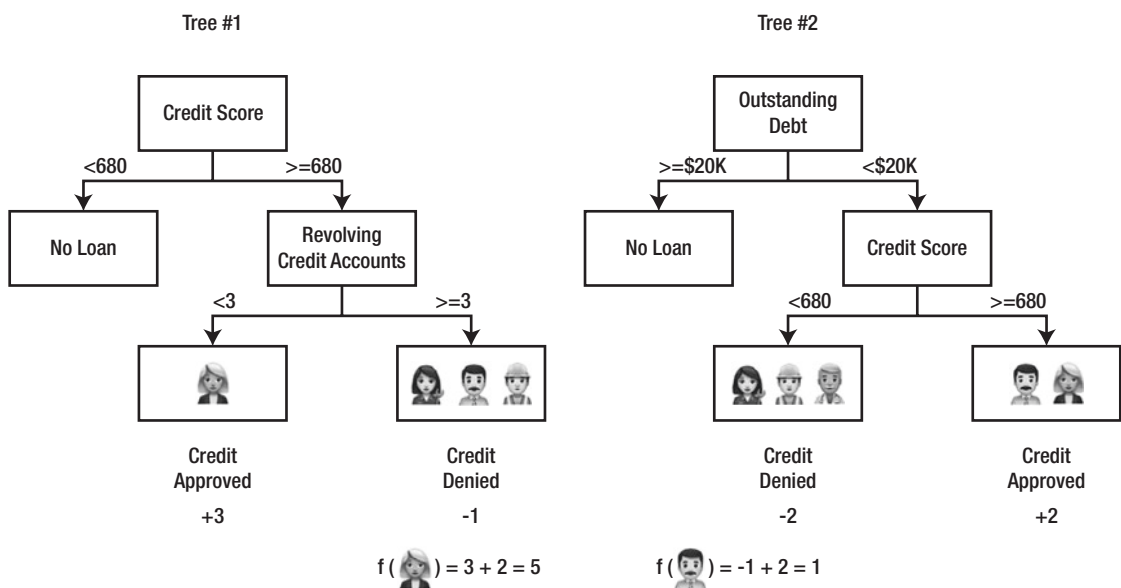 Tree #1
Tree #2
Credit Score
Outstanding
Debt
<680
>=680
>=$20K
<$20K
No Loan
Revolving
Credit Accounts
No Loan
Credit Score
<3
>=3
<680
>=680
Credit
Approved
Credit
Denied
Credit
Denied
Credit
Approved
+3
-1
-2
+2
f ( ) = 3 + 2 = 5
f ( ) = -1 + 2 = 1